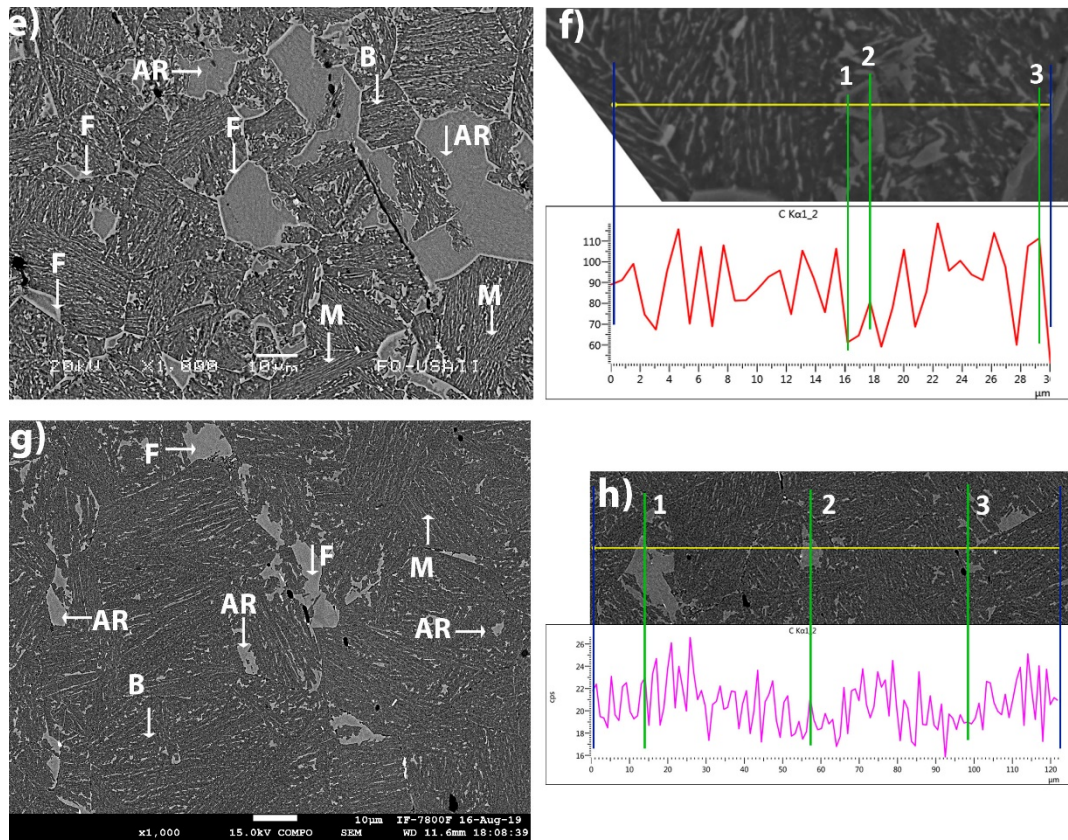 e)
AR
B
F
F
AR
F
M
M
20kV X1,000 10µm FO-USAII
f)
1
2
3
C Kα1_2
110
100
90
80
70
60
0 2 4 6 8 10 12 14 16 18 20 22 24 26 28 30
µm
g)
F
F
M
AR
AR
AR
B
10µm IF-7800F 16-Aug-19
x1,000 15.0kV COMPO SEM WD 11.6mm 18:08:39
h)
1
2
3
C Kα1_2
cps
26
24
22
20
18
16
0 10 20 30 40 50 60 70 80 90 100 110 120
µm